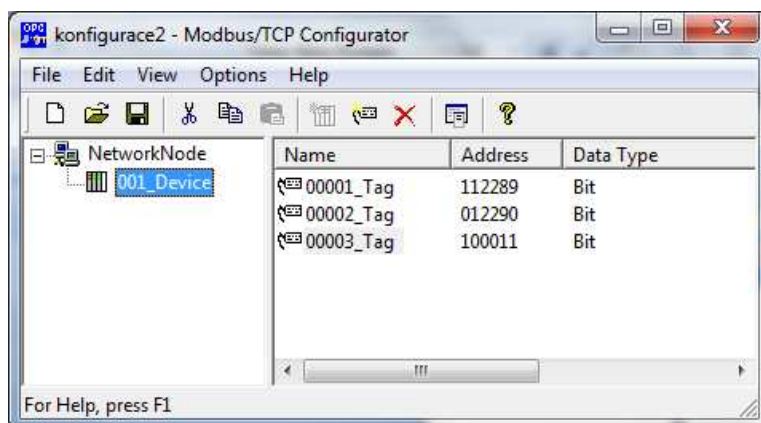 konfigurace2 - Modbus/TCP Configurator
File Edit View Options Help
NetworkNode
001_Device
Name Address Data Type
00001_Tag 112289 Bit
00002_Tag 012290 Bit
00003_Tag 100011 Bit
For Help, press F1